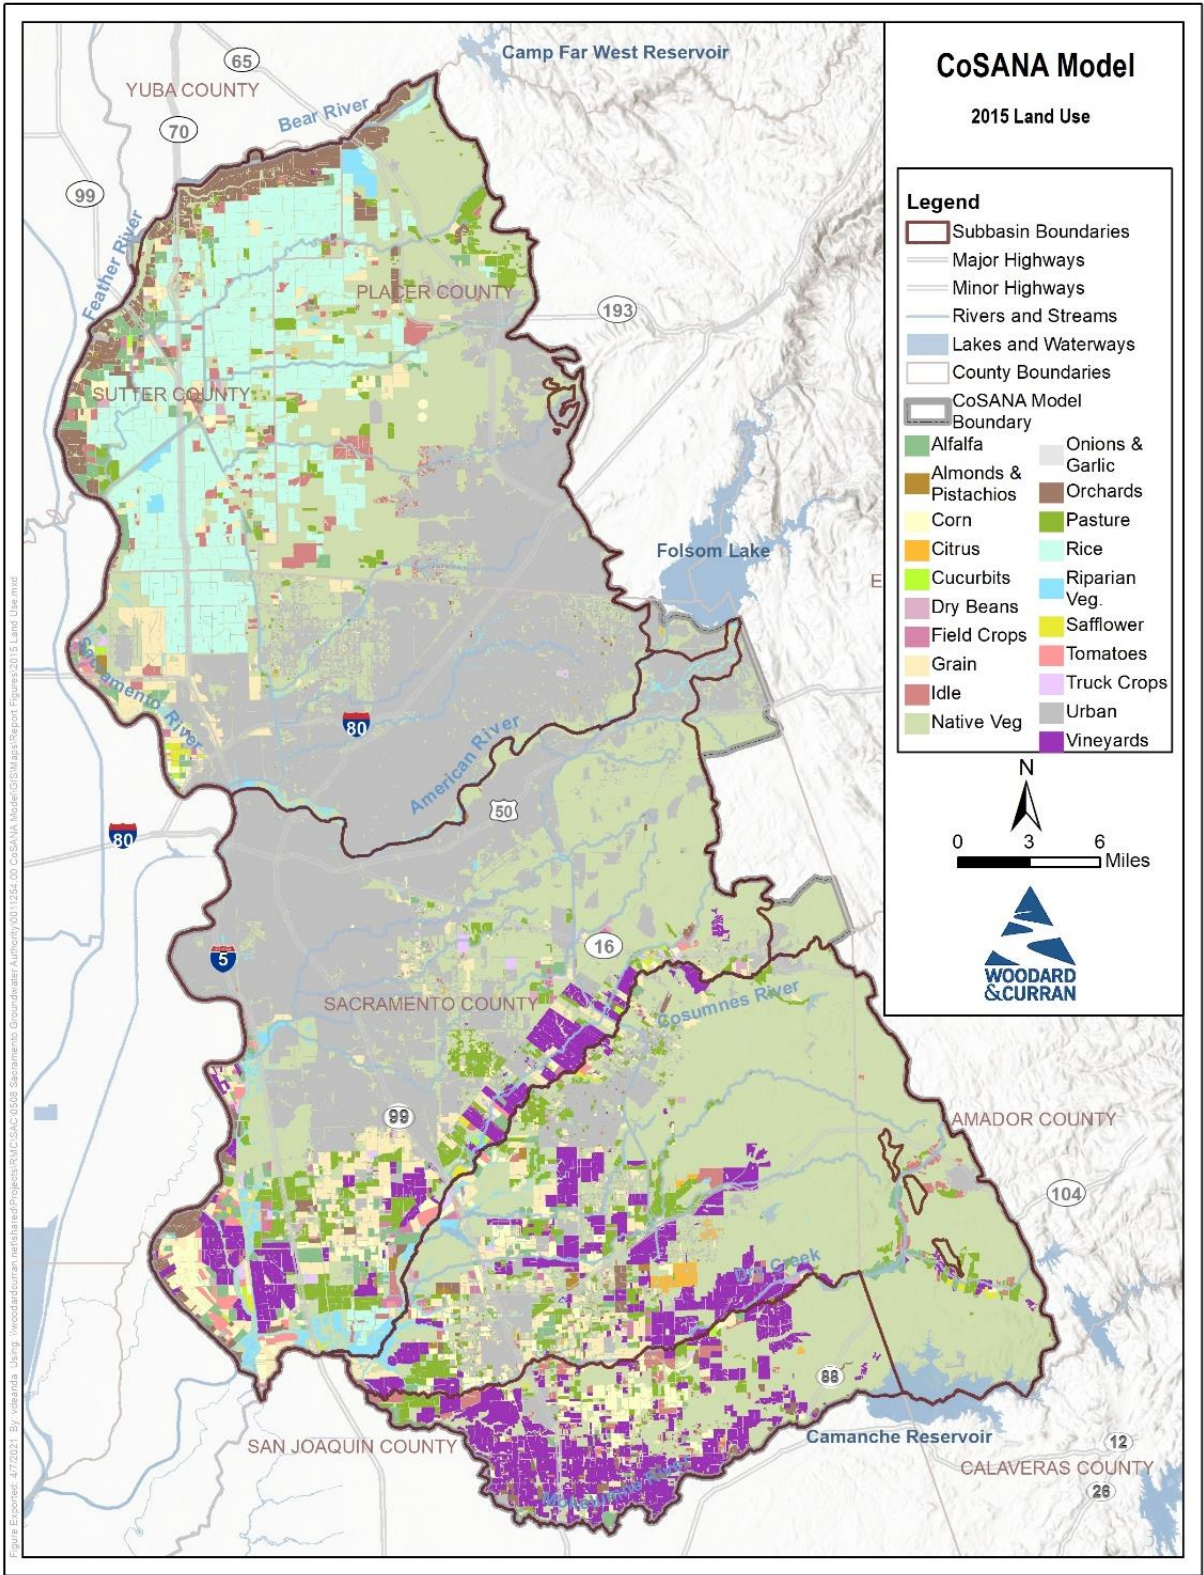 CoSANA Model
2015 Land Use
Legend
Subbasin Boundaries
Major Highways
Minor Highways
Rivers and Streams
Lakes and Waterways
County Boundaries
CoSANA Model
Boundary
Alfalfa
Almonds &
Pistachios
Corn
Citrus
Cucurbits
Dry Beans
Field Crops
Grain
Idle
Native Veg
Onions &
Garlic
Orchards
Pasture
Rice
Riparian
Veg.
Safflower
Tomatoes
Truck Crops
Urban
Vineyards
N
0 3 6
Miles
WOODARD
&CURRAN
Camp Far West Reservoir
65
YUBA COUNTY
Bear River
70
99
Feather River
PLACER COUNTY
193
SUTTER COUNTY
Folsom Lake
E
Sacramento River
80
American River
50
80
5
16
SACRAMENTO COUNTY
Cosumnes River
99
AMADOR COUNTY
104
Dry Creek
88
Camanche Reservoir
SAN JOAQUIN COUNTY
12
CALAVERAS COUNTY
26
Mokelumne River